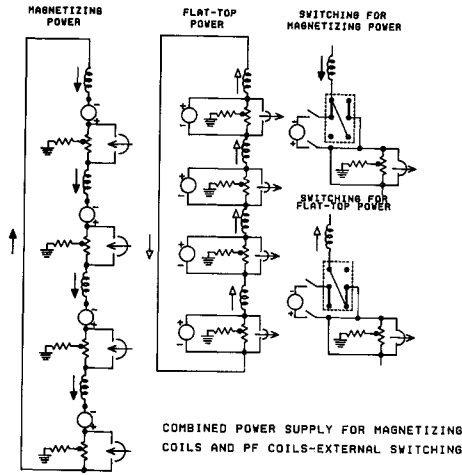 MAGNETIZING
POWER
FLAT-TOP
POWER
SWITCHING FOR
MAGNETIZING POWER
SWITCHING FOR
FLAT-TOP POWER
COMBINED POWER SUPPLY FOR MAGNETIZING
COILS AND PF COILS-EXTERNAL SWITCHING